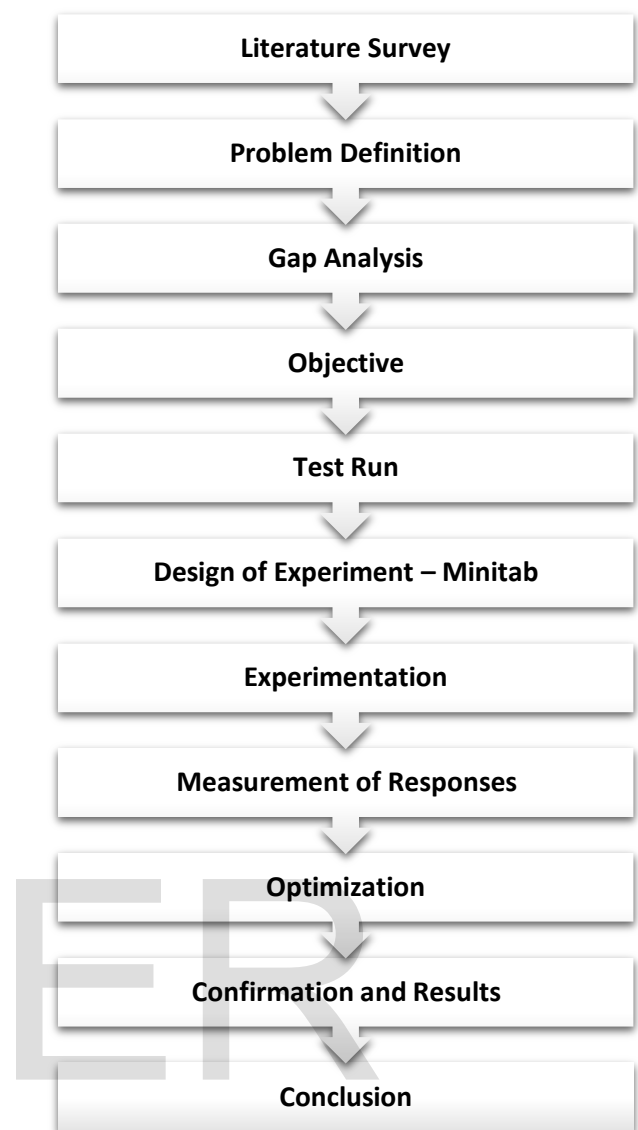 Literature Survey
Problem Definition
Gap Analysis
Objective
Test Run
Design of Experiment – Minitab
Experimentation
Measurement of Responses
Optimization
ER
Confirmation and Results
Conclusion